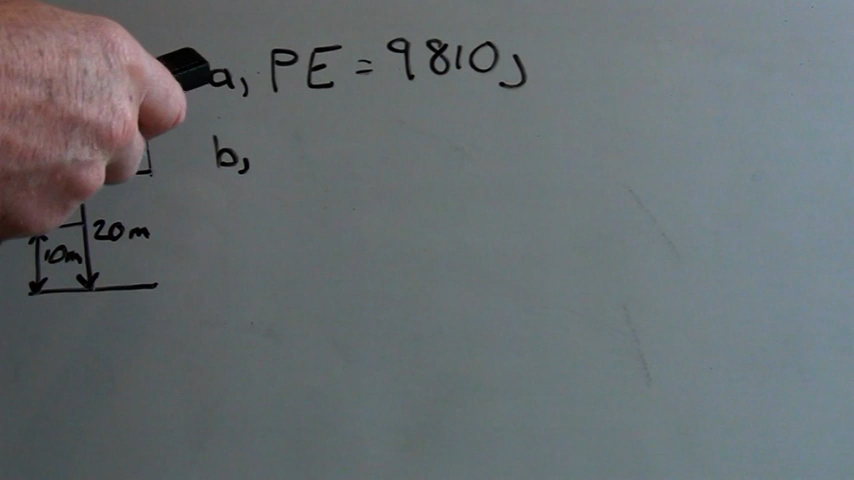 a, PE = 9810J
b,
20m
10m